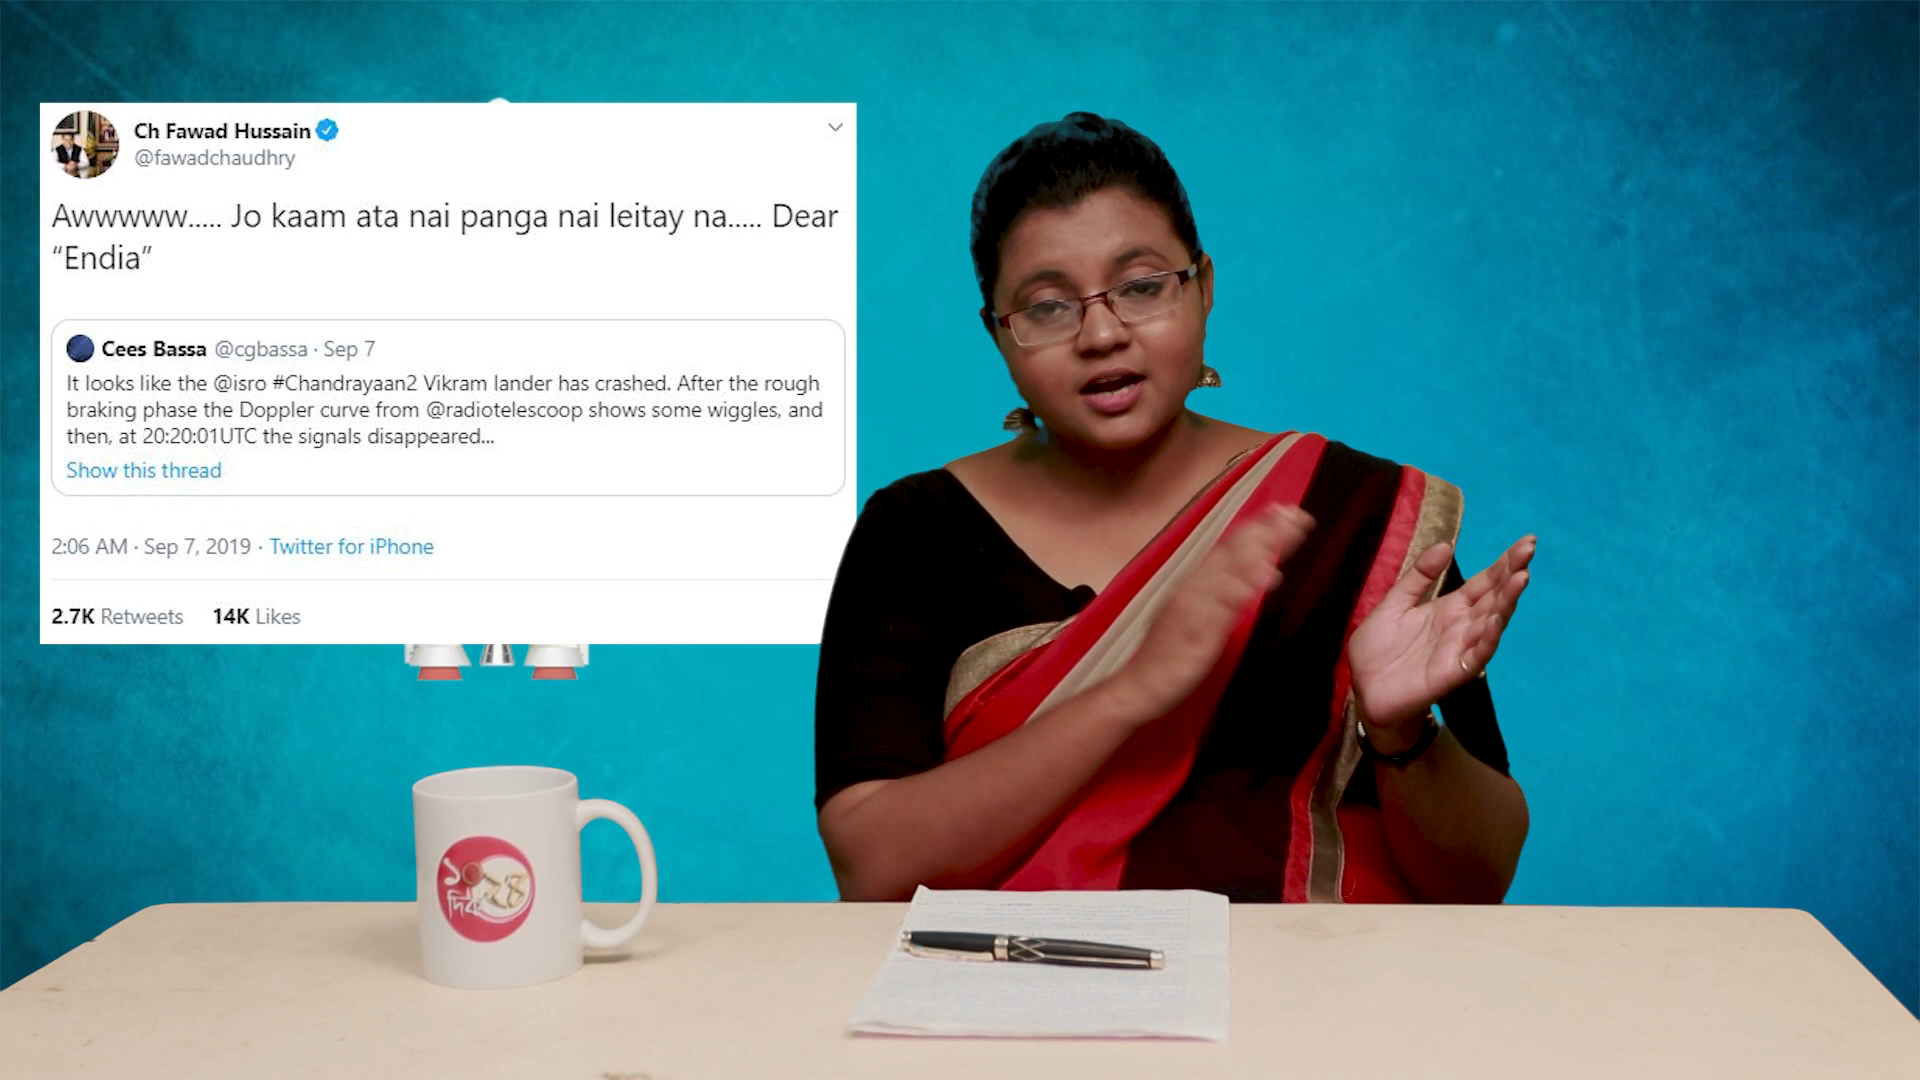 Ch Fawad Hussain
@fawadchaudhry
Awwwww..... Jo kaam ata nai panga nai leitay na..... Dear
“Endia”
Cees Bassa @cgbassa · Sep 7
It looks like the @isro #Chandrayaan2 Vikram lander has crashed. After the rough
braking phase the Doppler curve from @radiotelescoop shows some wiggles, and
then, at 20:20:01UTC the signals disappeared...
Show this thread
2:06 AM · Sep 7, 2019 · Twitter for iPhone
2.7K Retweets 14K Likes
১০
দিক
২৪